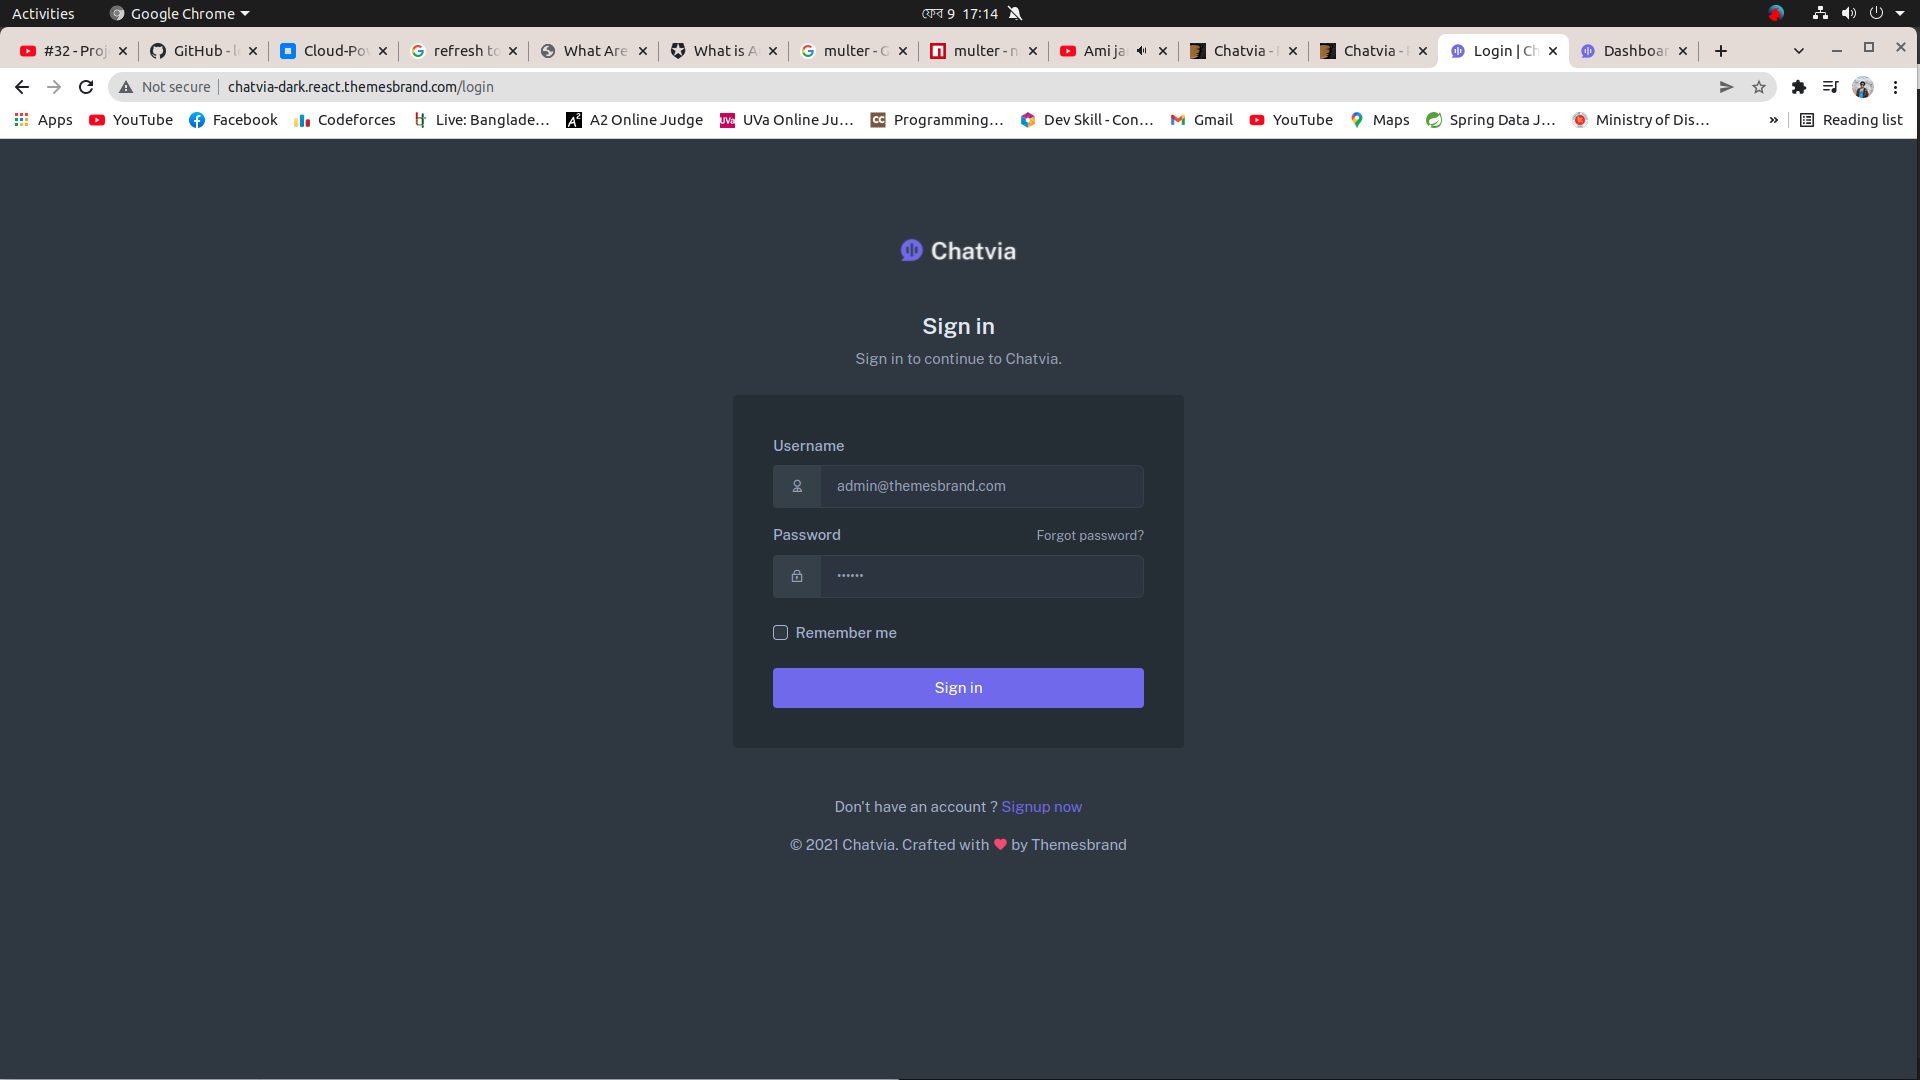 Activities Google Chrome ফেব 9 17:14
#32 - Proj GitHub - l Cloud-Pov refresh to What Are What is A multer - G multer - n Ami ja Chatvia - Chatvia - Login | Ch Dashboar
Not secure chatvia-dark.react.themesbrand.com/login
Apps YouTube Facebook Codeforces Live: Banglade... A2 Online Judge UVa Online Ju... Programming... Dev Skill - Con... Gmail YouTube Maps Spring Data J... Ministry of Dis... » Reading list
Chatvia
Sign in
Sign in to continue to Chatvia.
Username
admin@themesbrand.com
Password Forgot password?
••••••
Remember me
Sign in
Don't have an account ? Signup now
© 2021 Chatvia. Crafted with ❤ by Themesbrand